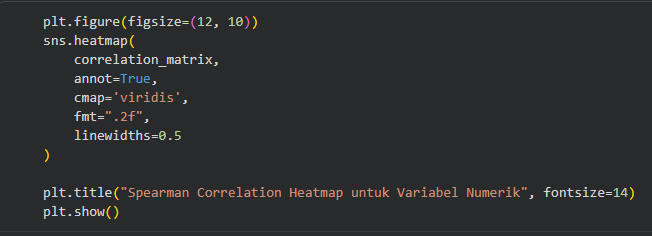 plt.figure(figsize=(12, 10))
sns.heatmap(
    correlation_matrix,
    annot=True,
    cmap='viridis',
    fmt=".2f",
    linewidths=0.5
)
plt.title("Spearman Correlation Heatmap untuk Variabel Numerik", fontsize=14)
plt.show()